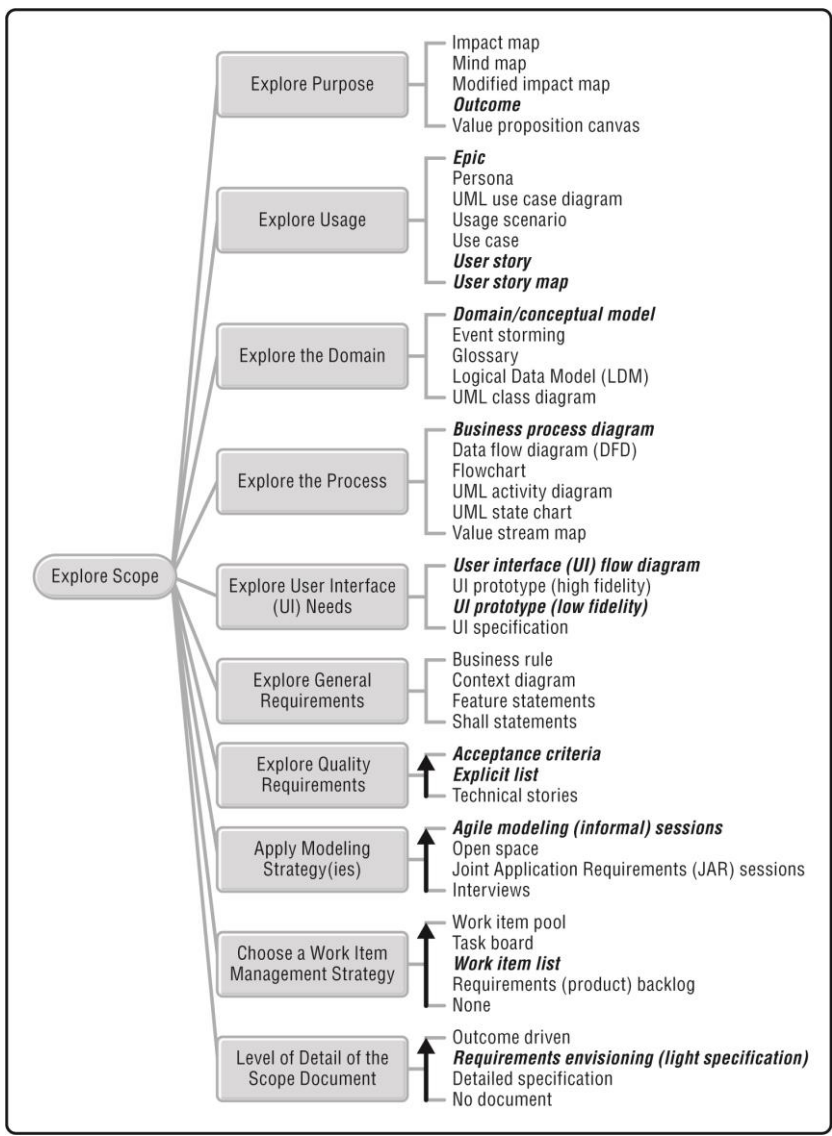 Explore Scope
Explore Purpose
Impact map
Mind map
Modified impact map
Outcome
Value proposition canvas
Explore Usage
Epic
Persona
UML use case diagram
Usage scenario
Use case
User story
User story map
Explore the Domain
Domain/conceptual model
Event storming
Glossary
Logical Data Model (LDM)
UML class diagram
Explore the Process
Business process diagram
Data flow diagram (DFD)
Flowchart
UML activity diagram
UML state chart
Value stream map
Explore User Interface
(UI) Needs
User interface (UI) flow diagram
UI prototype (high fidelity)
UI prototype (low fidelity)
UI specification
Explore General
Requirements
Business rule
Context diagram
Feature statements
Shall statements
Explore Quality
Requirements
Acceptance criteria
Explicit list
Technical stories
Apply Modeling
Strategy(ies)
Agile modeling (informal) sessions
Open space
Joint Application Requirements (JAR) sessions
Interviews
Choose a Work Item
Management Strategy
Work item pool
Task board
Work item list
Requirements (product) backlog
None
Level of Detail of the
Scope Document
Outcome driven
Requirements envisioning (light specification)
Detailed specification
No document